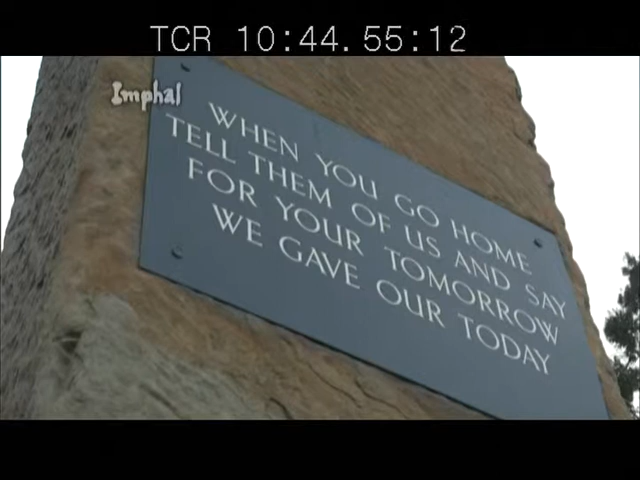 TCR 10:44.55:12
Imphal
WHEN YOU GO HOME
TELL THEM OF US AND SAY
FOR YOUR TOMORROW
WE GAVE OUR TODAY